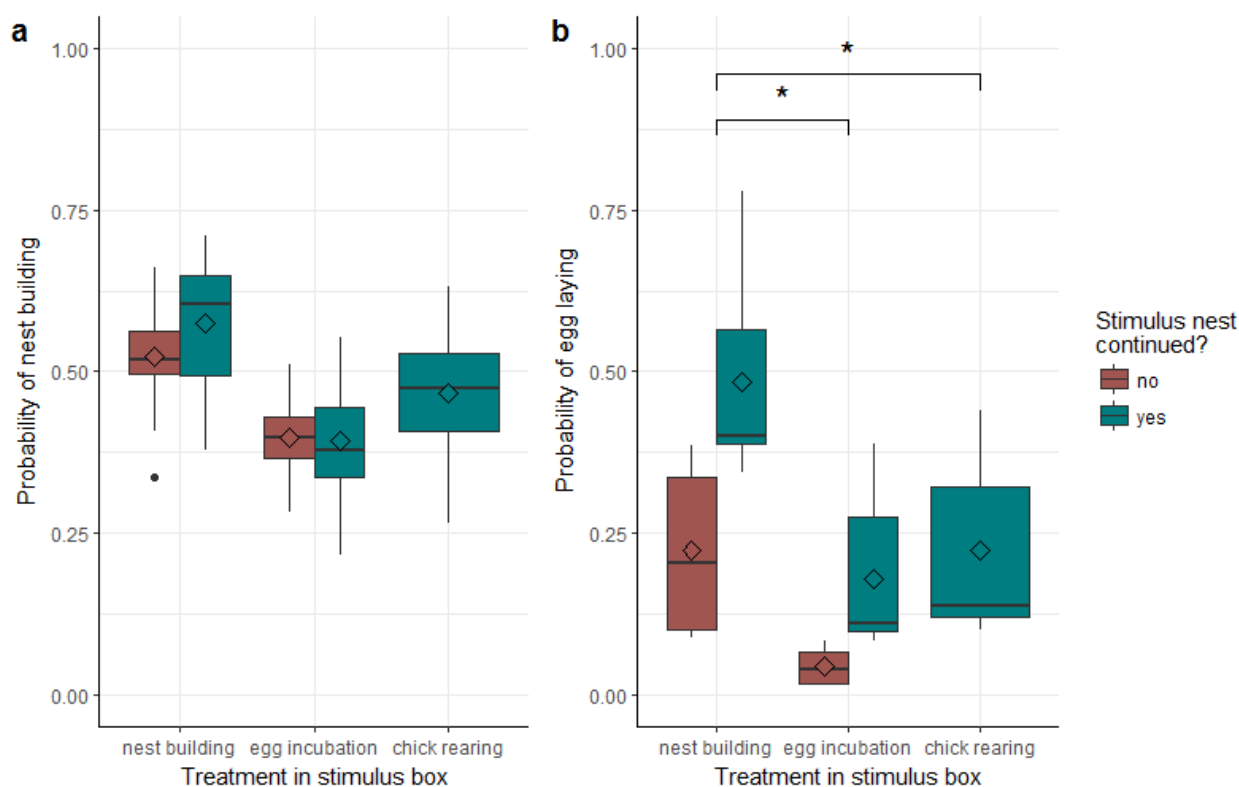 a
1.00
0.75
0.50
0.25
0.00
Probability of nest building
nest building egg incubation chick rearing
Treatment in stimulus box
b
*
*
1.00
0.75
0.50
0.25
0.00
Probability of egg laying
nest building egg incubation chick rearing
Treatment in stimulus box
Stimulus nest
continued?
no
yes